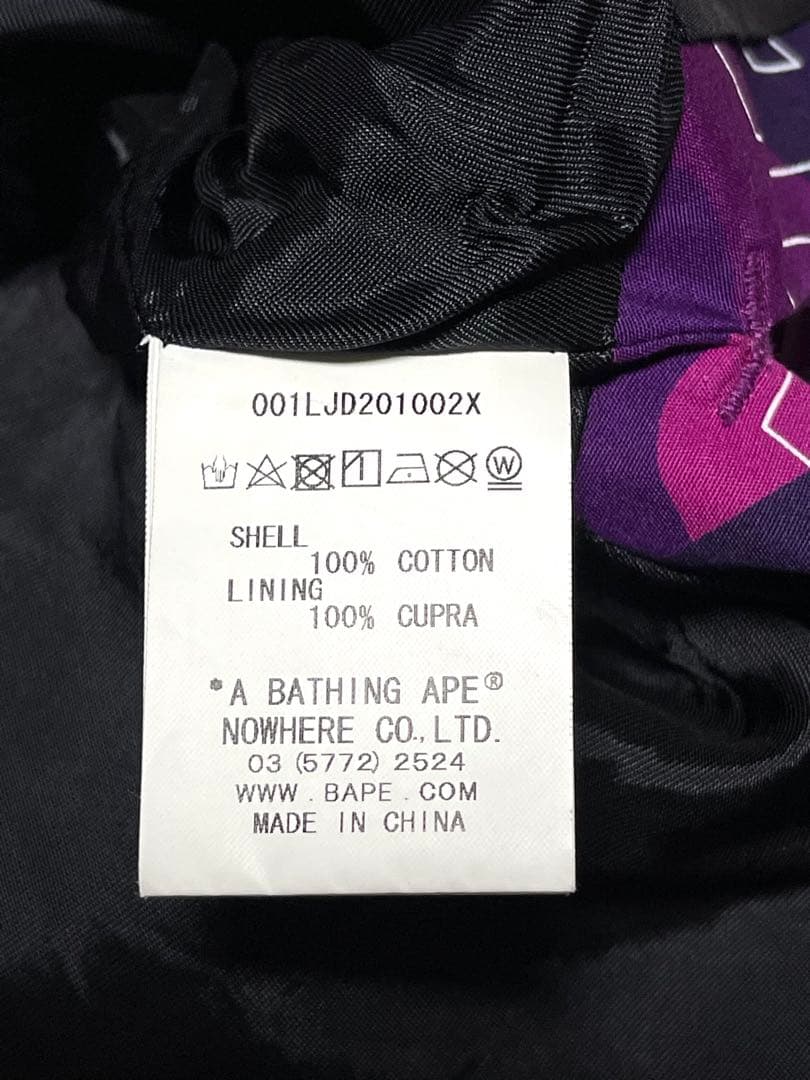 001LJD201002X
W
SHELL
100% COTTON
LINING
100% CUPRA
*A BATHING APE®
NOWHERE CO.,LTD.
03 (5772) 2524
WWW.BAPE.COM
MADE IN CHINA